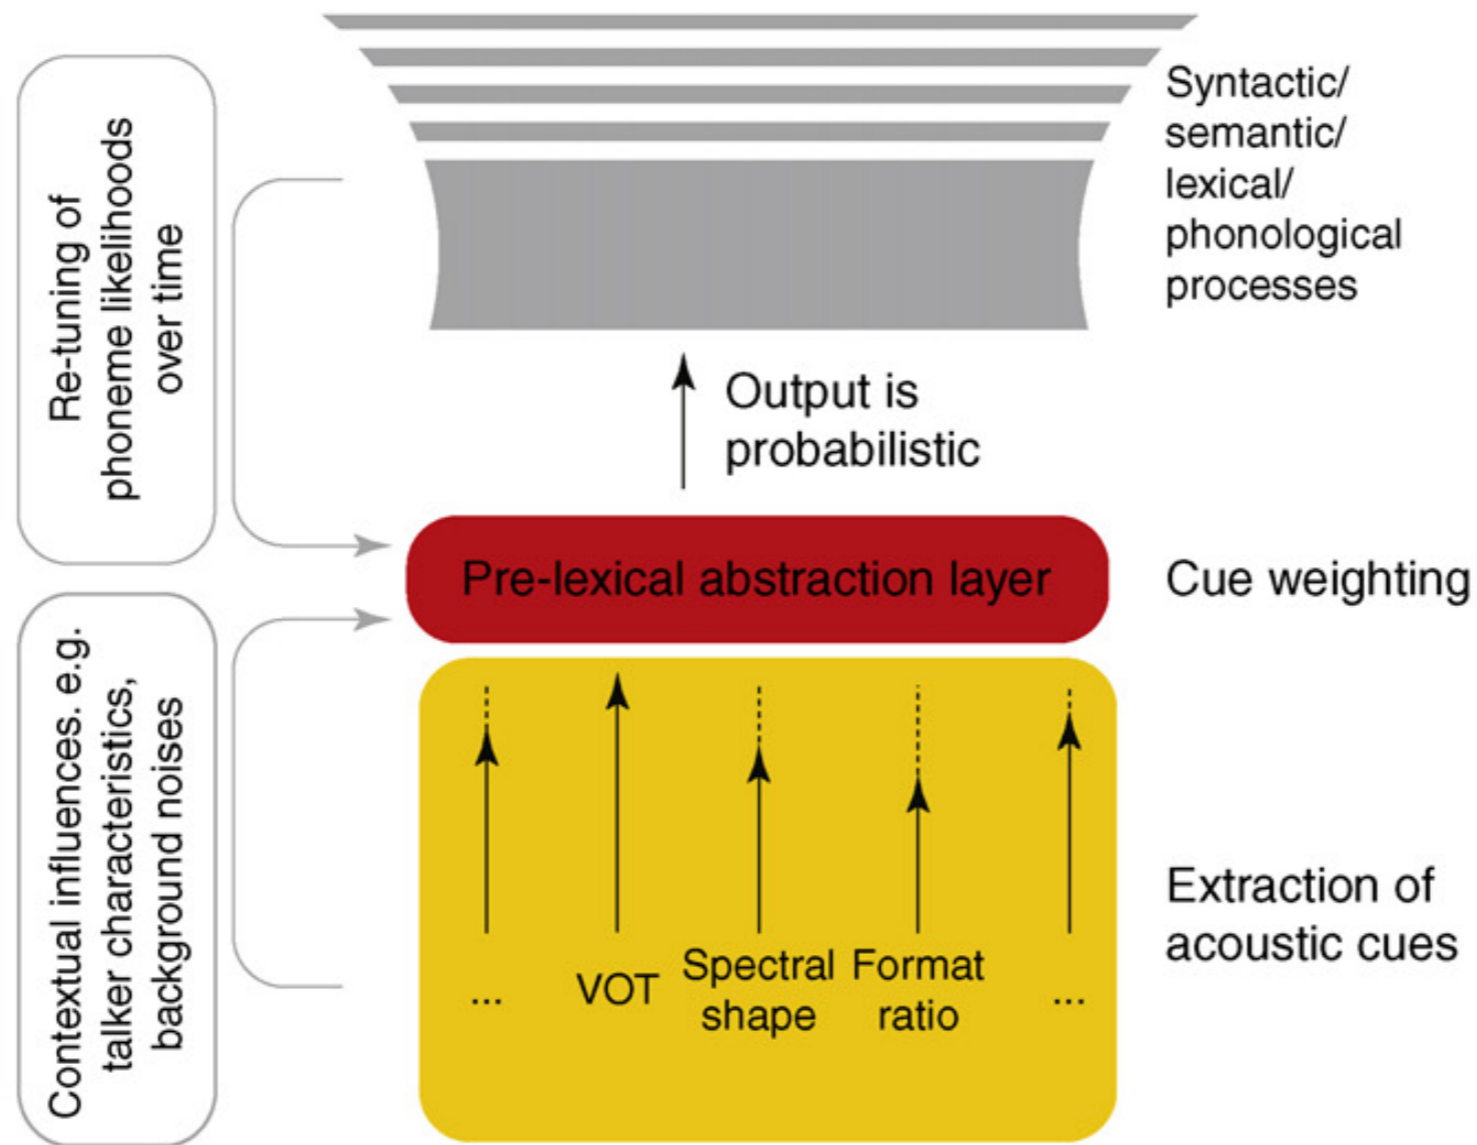 Re-tuning of
phoneme likelihoods
over time
Contextual influences. e.g.
talker characteristics,
background noises
Syntactic/
semantic/
lexical/
phonological
processes
Output is
probabilistic
Pre-lexical abstraction layer
Cue weighting
...
VOT
Spectral
shape
Format
ratio
...
Extraction of
acoustic cues